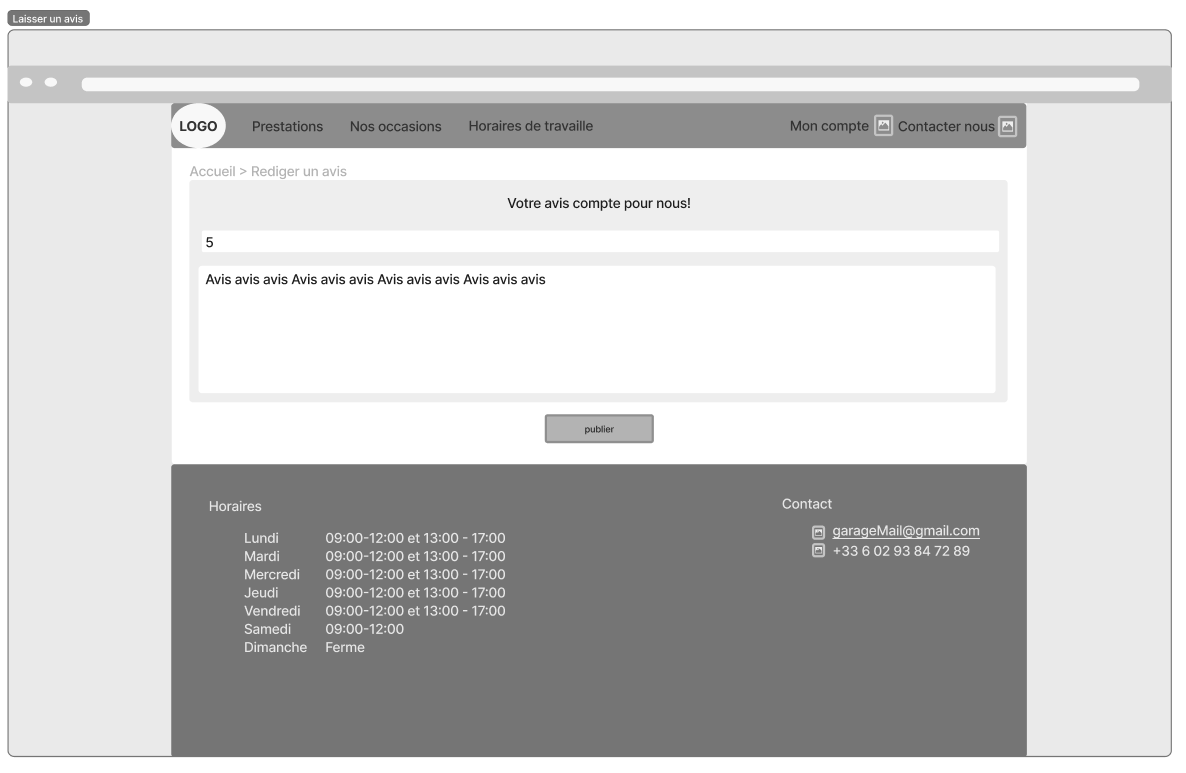 Laisser un avis
LOGO Prestations Nos occasions Horaires de travaille Mon compte Contacter nous
Accueil > Rediger un avis
Votre avis compte pour nous!
5
Avis avis avis Avis avis avis Avis avis avis Avis avis avis
publier
Horaires
Lundi 09:00-12:00 et 13:00 - 17:00
Mardi 09:00-12:00 et 13:00 - 17:00
Mercredi 09:00-12:00 et 13:00 - 17:00
Jeudi 09:00-12:00 et 13:00 - 17:00
Vendredi 09:00-12:00 et 13:00 - 17:00
Samedi 09:00-12:00
Dimanche Ferme
Contact
garageMail@gmail.com
+33 6 02 93 84 72 89